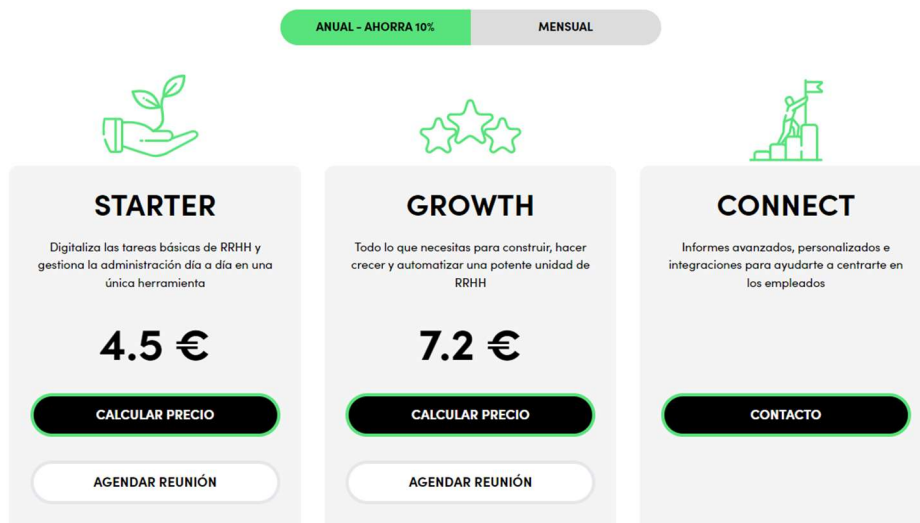 ANUAL - AHORRA 10%
MENSUAL
STARTER
Digitaliza las tareas básicas de RRHH y
gestiona la administración día a día en una
única herramienta
4.5 €
CALCULAR PRECIO
AGENDAR REUNIÓN
GROWTH
Todo lo que necesitas para construir, hacer
crecer y automatizar una potente unidad de
RRHH
7.2 €
CALCULAR PRECIO
AGENDAR REUNIÓN
CONNECT
Informes avanzados, personalizados e
integraciones para ayudarte a centrarte en
los empleados
CONTACTO